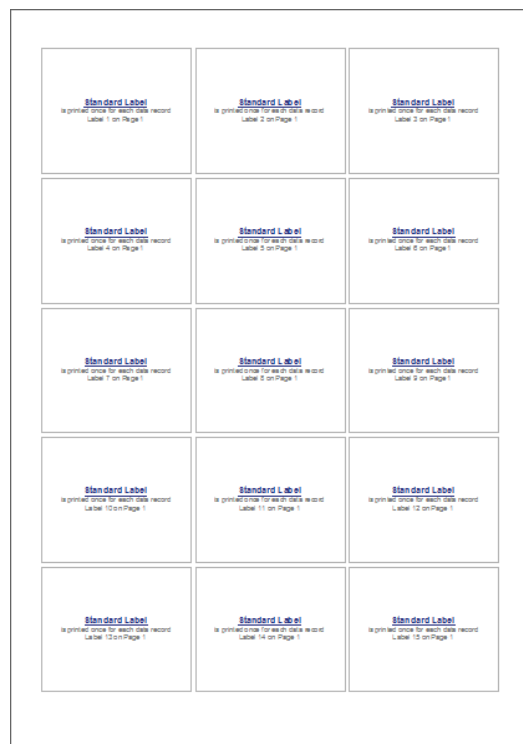 Standard Label
is printed once for each data record
Label 1 on Page 1
Standard Label
is printed once for each data record
Label 2 on Page 1
Standard Label
is printed once for each data record
Label 3 on Page 1
Standard Label
is printed once for each data record
Label 4 on Page 1
Standard Label
is printed once for each data record
Label 5 on Page 1
Standard Label
is printed once for each data record
Label 6 on Page 1
Standard Label
is printed once for each data record
Label 7 on Page 1
Standard Label
is printed once for each data record
Label 8 on Page 1
Standard Label
is printed once for each data record
Label 9 on Page 1
Standard Label
is printed once for each data record
Label 10 on Page 1
Standard Label
is printed once for each data record
Label 11 on Page 1
Standard Label
is printed once for each data record
Label 12 on Page 1
Standard Label
is printed once for each data record
Label 13 on Page 1
Standard Label
is printed once for each data record
Label 14 on Page 1
Standard Label
is printed once for each data record
Label 15 on Page 1